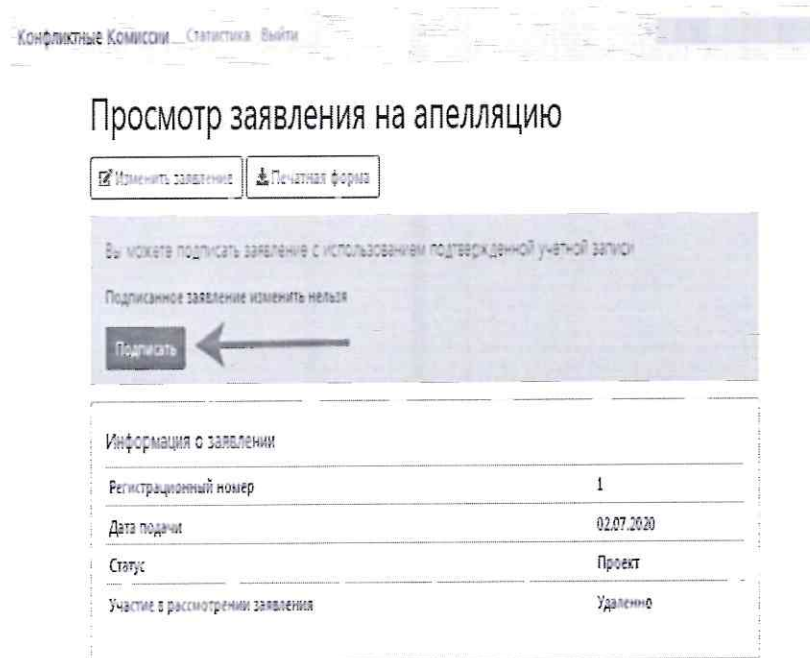 Конфликтные Комиссии Статистика Выйти
Просмотр заявления на апелляцию
Изменить заявление Печатная форма
Вы можете подписать заявление с использованием подтвержденной учетной записи
Подписанное заявление изменить нельзя
Подписать
Информация о заявлении
Регистрационный номер 1
Дата подачи 02.07.2020
Статус Проект
Участие в рассмотрении заявления Удаленно